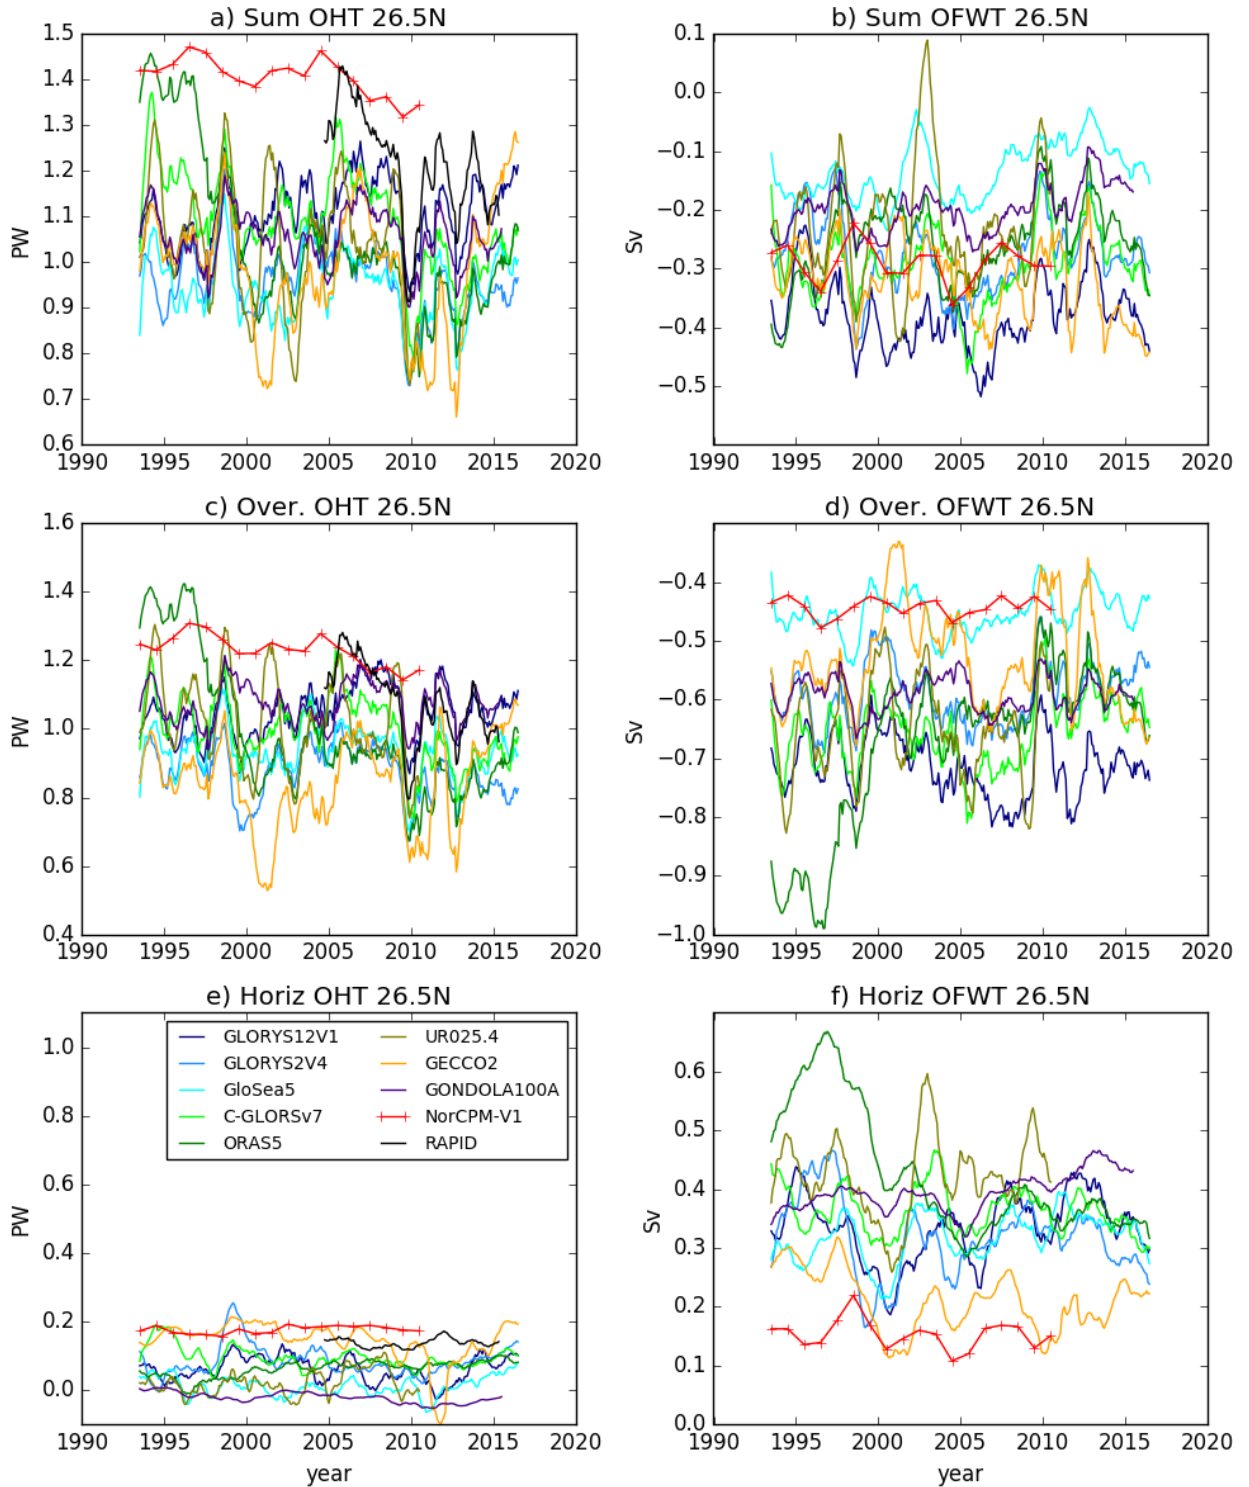 a) Sum OHT 26.5N
1.5
1.4
1.3
1.2
1.1
1.0
0.9
0.8
0.7
0.6
PW
1990 1995 2000 2005 2010 2015 2020
b) Sum OFWT 26.5N
0.1
0.0
−0.1
−0.2
−0.3
−0.4
−0.5
Sv
1990 1995 2000 2005 2010 2015 2020
c) Over. OHT 26.5N
1.6
1.4
1.2
1.0
0.8
0.6
0.4
PW
1990 1995 2000 2005 2010 2015 2020
d) Over. OFWT 26.5N
−0.4
−0.5
−0.6
−0.7
−0.8
−0.9
−1.0
Sv
1990 1995 2000 2005 2010 2015 2020
e) Horiz OHT 26.5N
1.0
0.8
0.6
0.4
0.2
0.0
PW
GLORYS12V1
GLORYS2V4
GloSea5
C-GLORSv7
ORAS5
UR025.4
GECCO2
GONDOLA100A
NorCPM-V1
RAPID
1990 1995 2000 2005 2010 2015 2020
year
f) Horiz OFWT 26.5N
0.6
0.5
0.4
0.3
0.2
0.1
0.0
Sv
1990 1995 2000 2005 2010 2015 2020
year